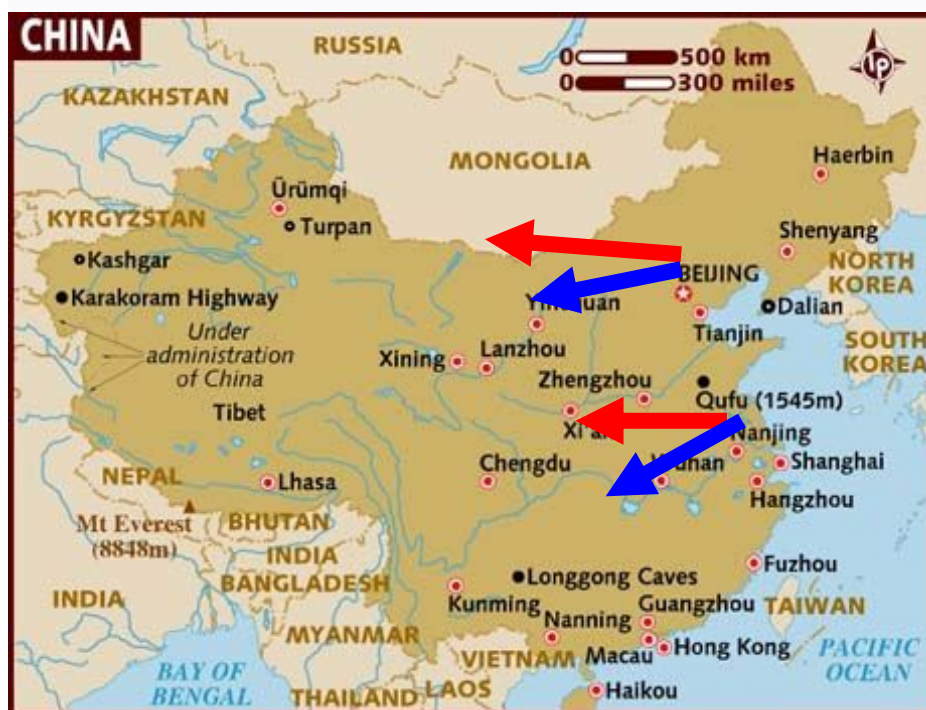 CHINA
RUSSIA
0 500 km
0 300 miles
lp
KAZAKHSTAN
MONGOLIA
Haerbin
Ürümqi
KYRGYZSTAN
Turpan
Shenyang
Kashgar
BEIJING
NORTH
KOREA
Karakoram Highway
Dalian
Under
administration
of China
Tianjin
SOUTH
KOREA
Xining
Lanzhou
Zhengzhou
Qufu (1545m)
Tibet
Nanjing
Chengdu
Shanghai
NEPAL
Lhasa
Hangzhou
Mt Everest
(8848m)
BHUTAN
INDIA
BANGLADESH
Longgong Caves
Fuzhou
INDIA
Kunming
Nanning
Guangzhou
TAIWAN
MYANMAR
VIETNAM
Macau
Hong Kong
PACIFIC
OCEAN
BAY OF
BENGAL
THAILAND
LAOS
Haikou